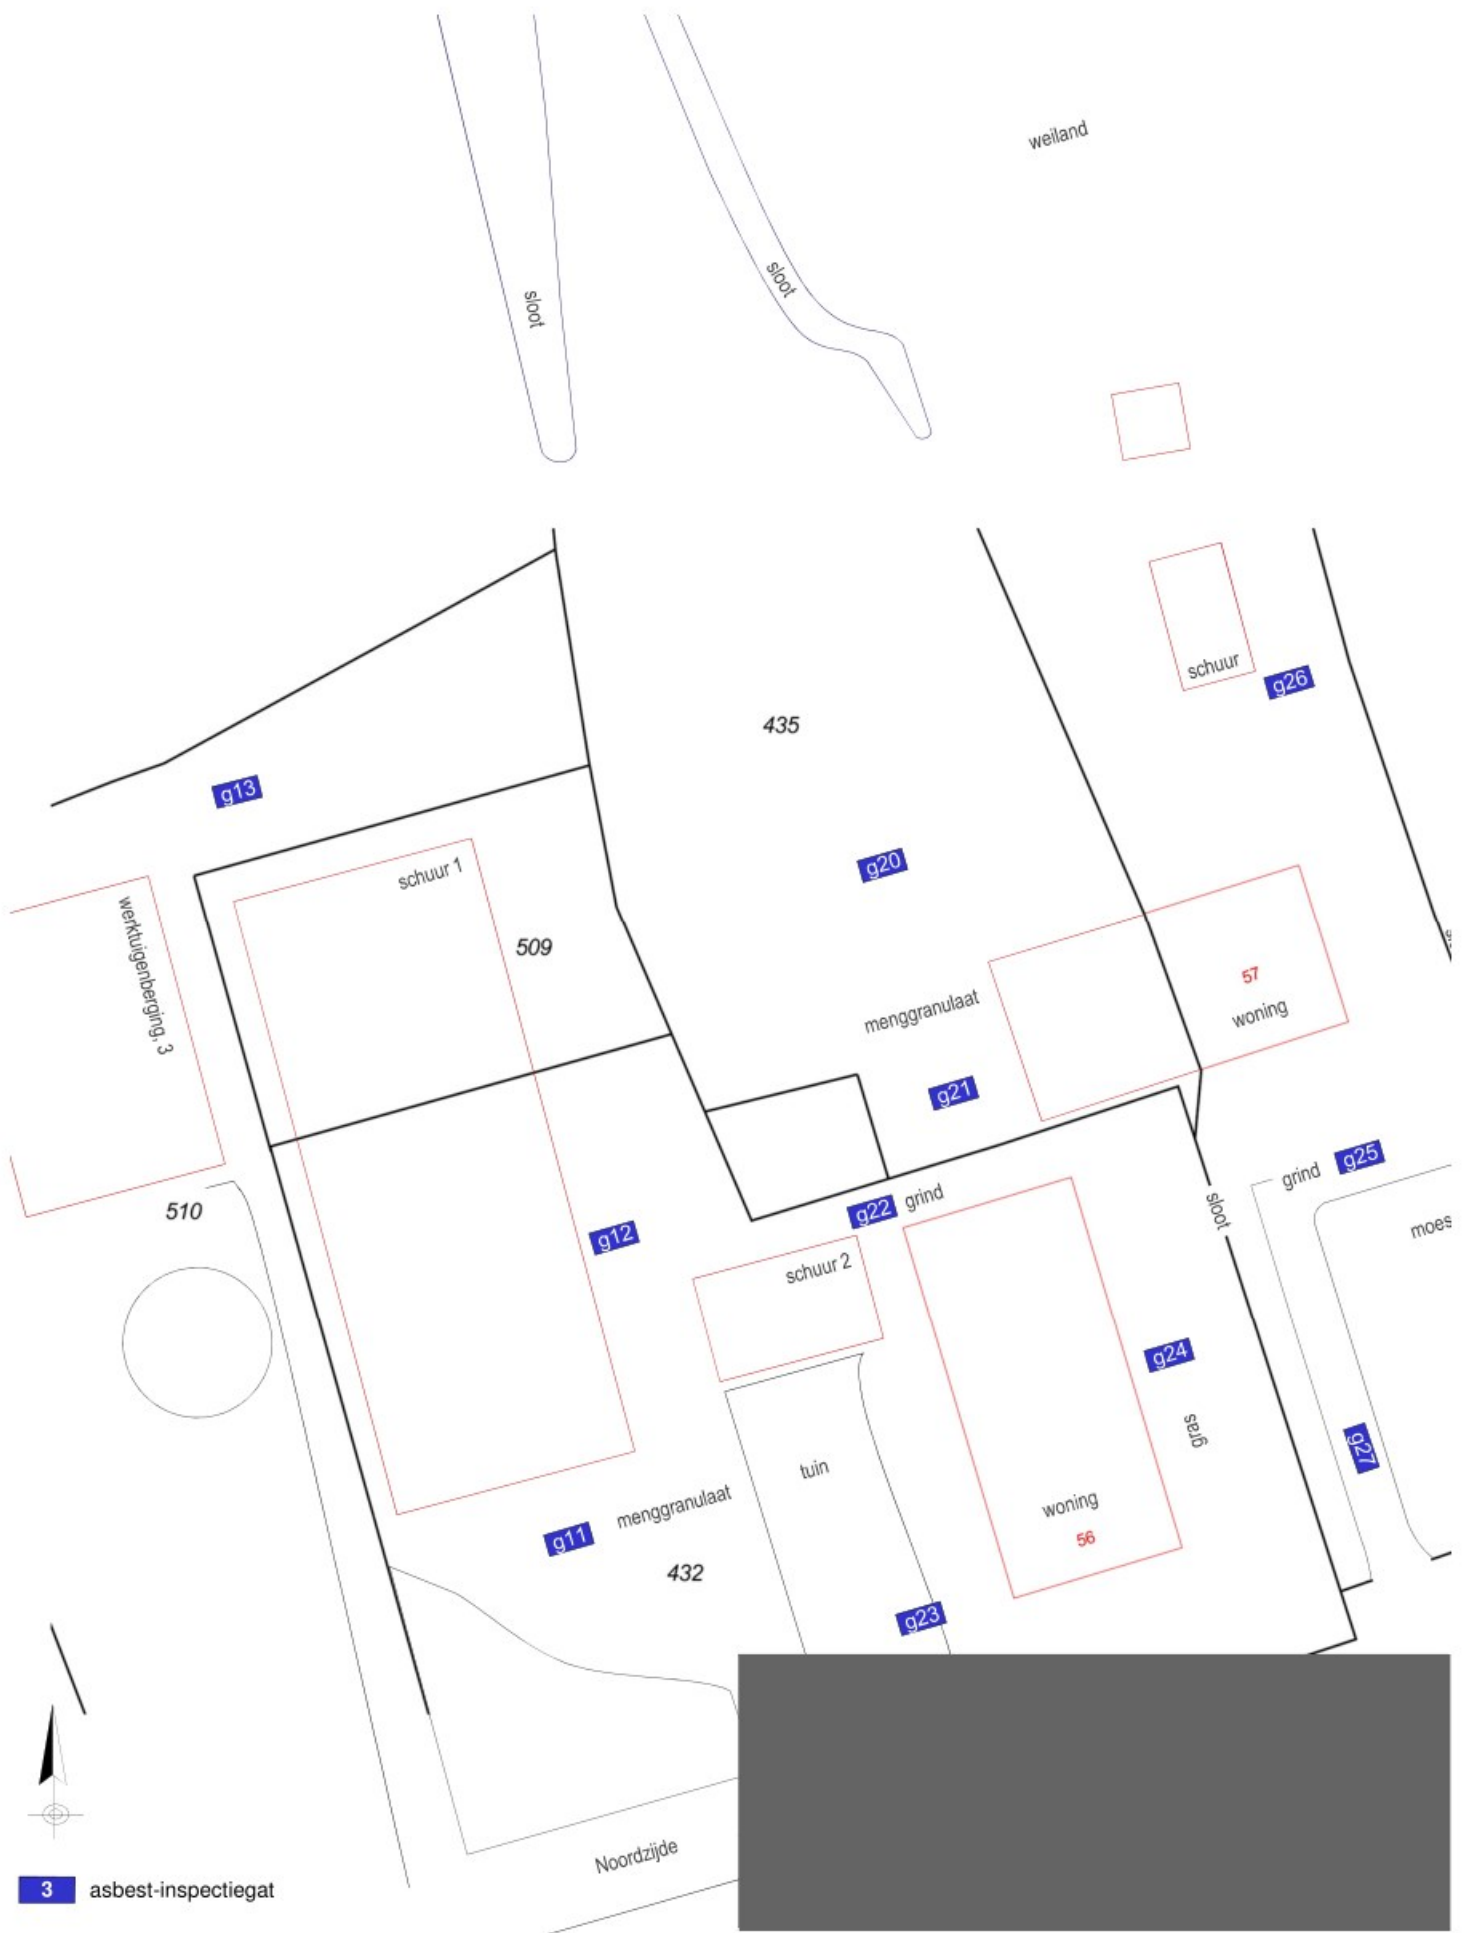 weiland
sloot
sloot
schuur
g26
435
g13
g20
schuur 1
werktuigenberging, 3
509
57
woning
menggranulaat
g21
g25
grind
510
g22
grind
sloot
moes
g12
schuur 2
g24
gras
g27
tuin
menggranulaat
woning
g11
56
432
g23
Noordzijde
3 asbest-inspectiegat